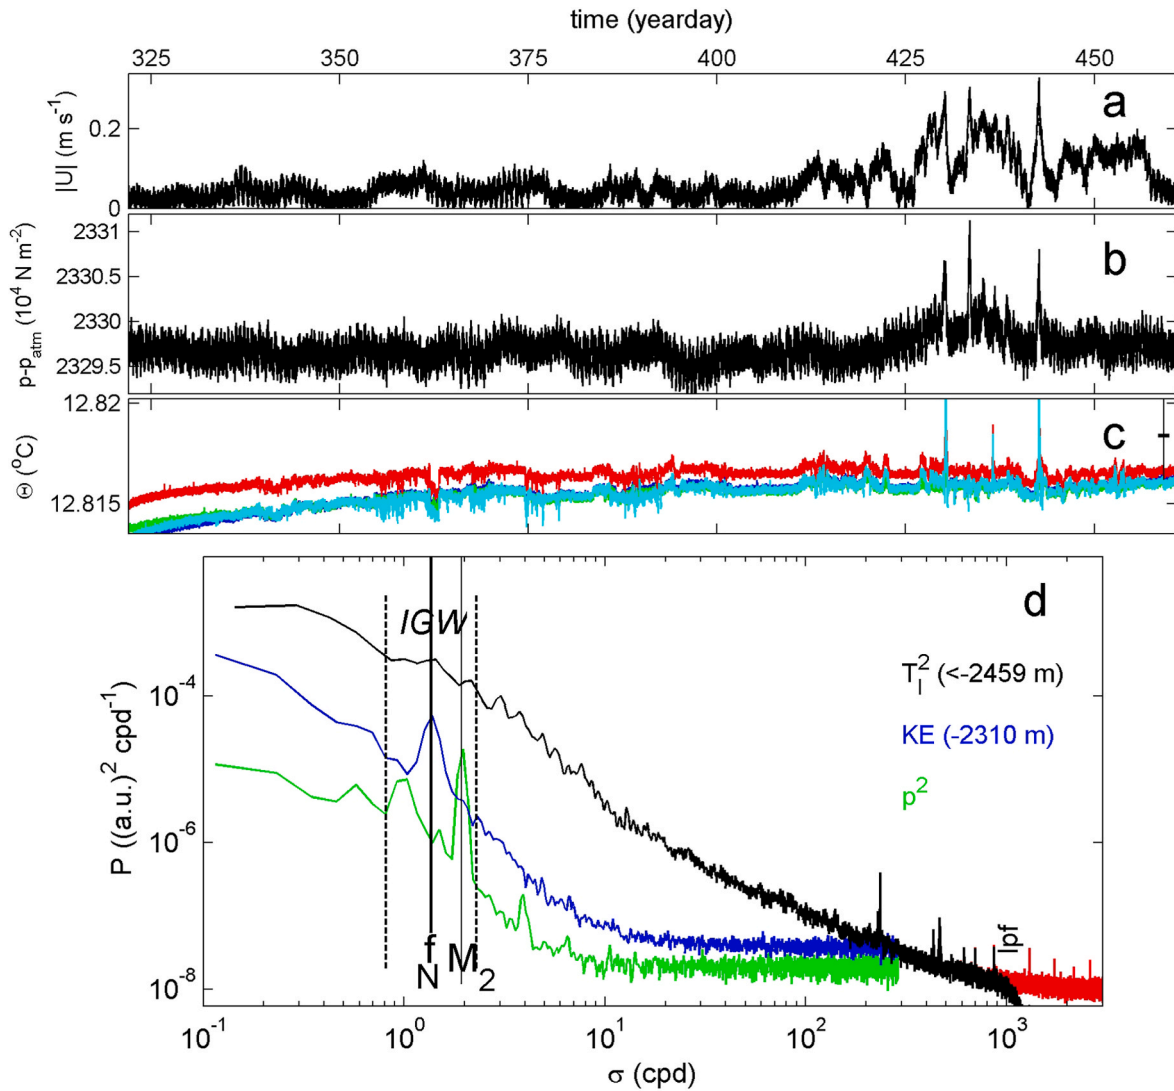 time (yearday)
325 350 375 400 425 450
|U| (m s⁻¹)
0.2
0
a
p-p_atm (10⁴ N m⁻²)
2331
2330.5
2330
2329.5
b
Θ (°C)
12.82
12.815
c
d
IGW
T_I² (<-2459 m)
KE (-2310 m)
p²
P ((a.u.)² cpd⁻¹)
10⁻⁴
10⁻⁶
10⁻⁸
f
N M₂
lpf
10⁻¹ 10⁰ 10¹ 10² 10³
σ (cpd)